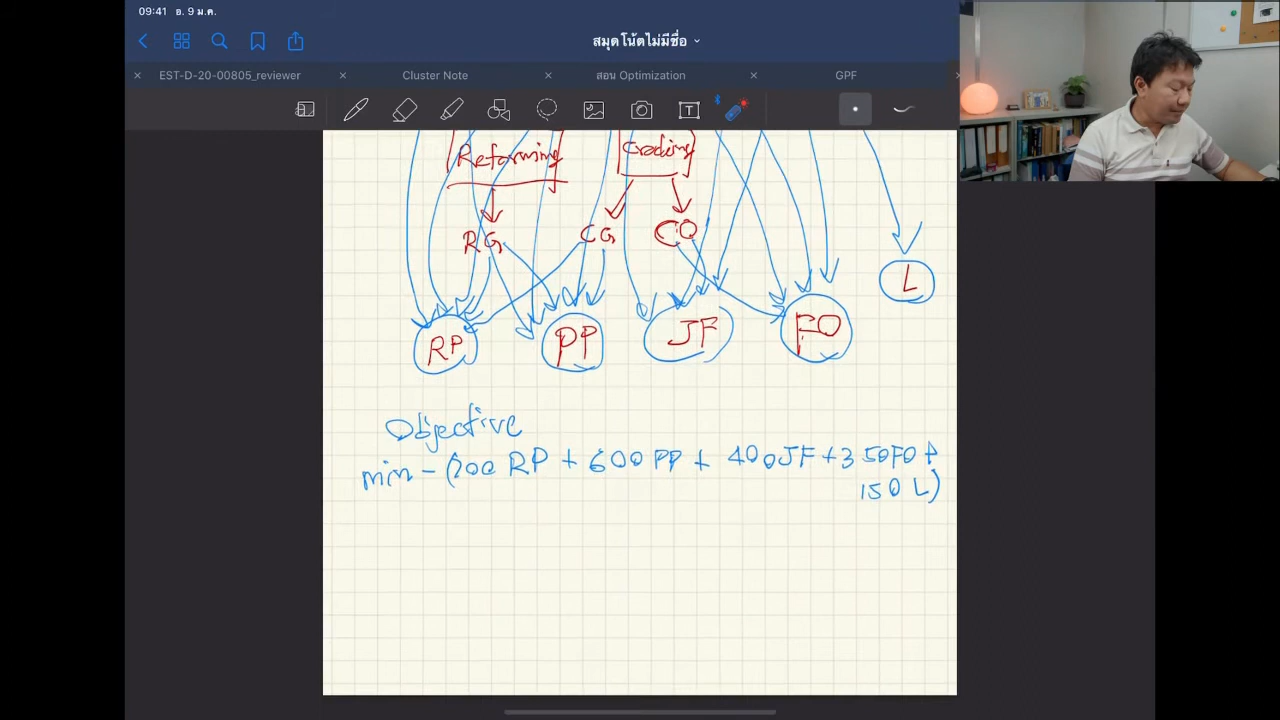 09:41 อ. 9 ม.ค.
สมุดโน้ตไม่มีชื่อ
EST-D-20-00805_reviewer
Cluster Note
สอน Optimization
GPF
T
Reforming
Cracking
RG
CG
CO
L
RP
PP
JF
FO
Objective
min - (700 RP + 600 PP + 400 JF + 350 FO +
150 L)